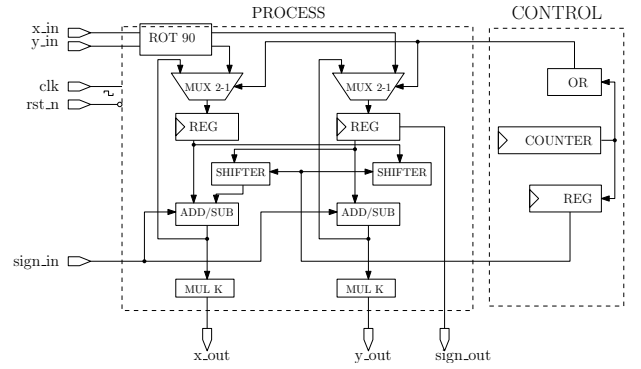 PROCESS
CONTROL
x_in
y_in
ROT 90
clk
rst_n
MUX 2-1
MUX 2-1
OR
REG
REG
COUNTER
SHIFTER
SHIFTER
REG
ADD/SUB
ADD/SUB
sign_in
MUL K
MUL K
x_out
y_out
sign_out